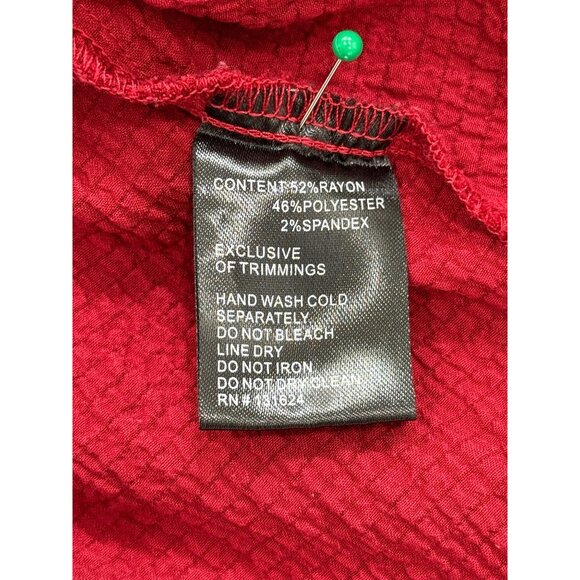 CONTENT:52%RAYON
46%POLYESTER
2%SPANDEX
EXCLUSIVE
OF TRIMMINGS
HAND WASH COLD
SEPARATELY
DO NOT BLEACH
LINE DRY
DO NOT IRON
DO NOT DRY CLEAN
RN # 131624